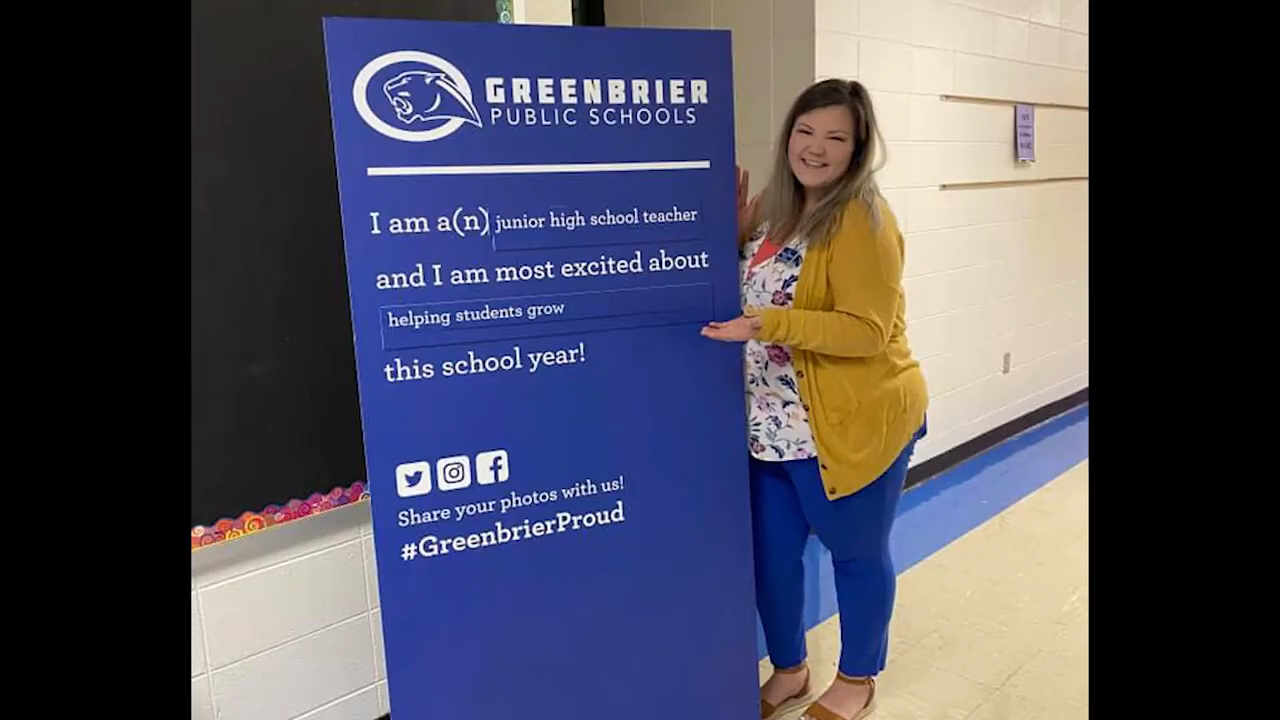 GREENBRIER
PUBLIC SCHOOLS
I am a(n) junior high school teacher
and I am most excited about
helping students grow
this school year!
Share your photos with us!
#GreenbrierProud